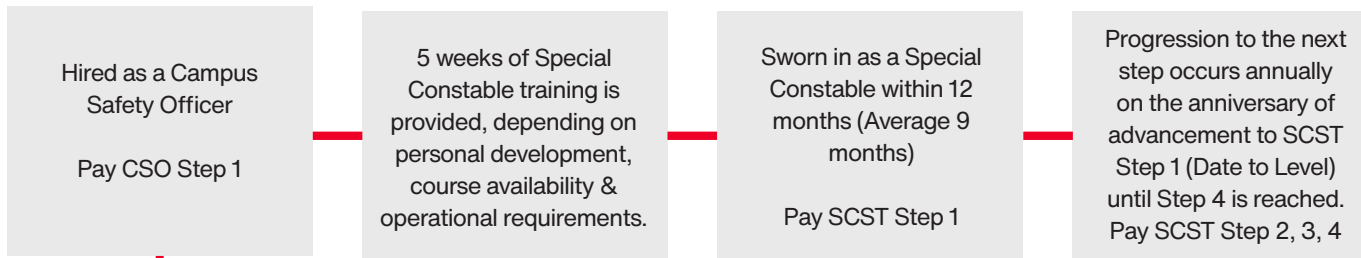 Hired as a Campus
Safety Officer
Pay CSO Step 1
5 weeks of Special
Constable training is
provided, depending on
personal development,
course availability &
operational requirements.
Sworn in as a Special
Constable within 12
months (Average 9
months)
Pay SCST Step 1
Progression to the next
step occurs annually
on the anniversary of
advancement to SCST
Step 1 (Date to Level)
until Step 4 is reached.
Pay SCST Step 2, 3, 4